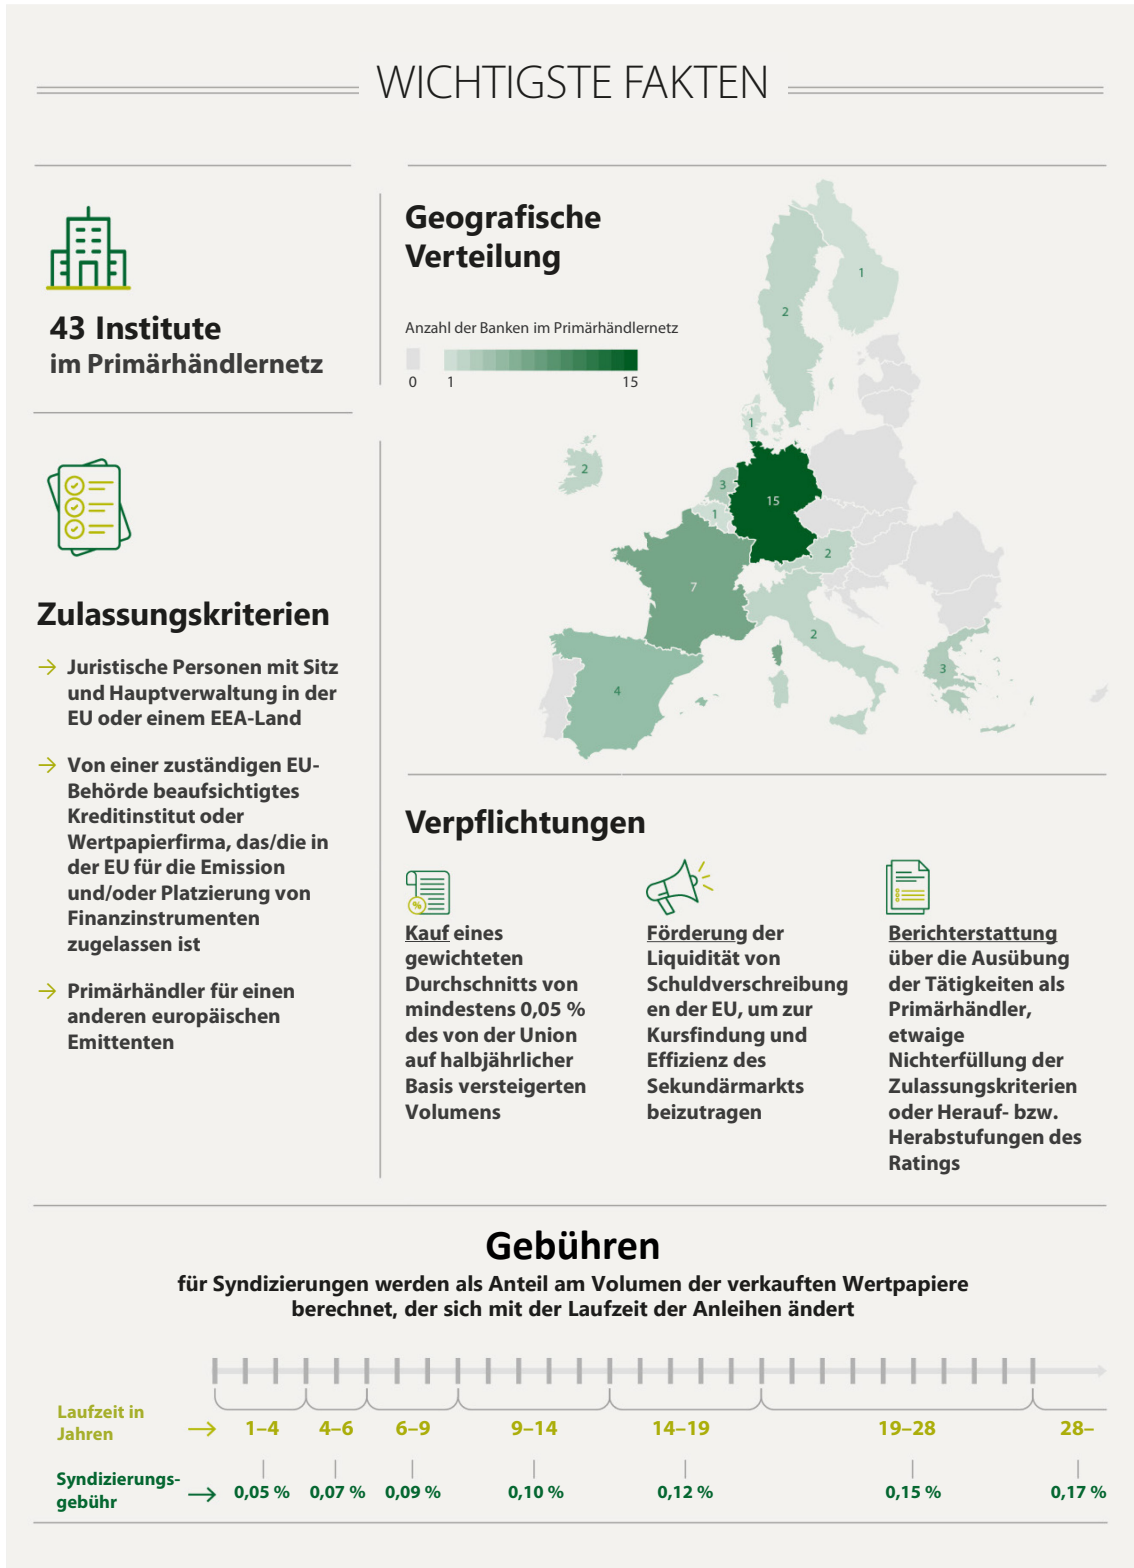 WICHTIGSTE FAKTEN
43 Institute
im Primärhändlernetz
Geografische
Verteilung
Anzahl der Banken im Primärhändlernetz
0 1 15
1
2
1
2
3
15
1
2
7
2
4
3
Zulassungskriterien
→ Juristische Personen mit Sitz
und Hauptverwaltung in der
EU oder einem EEA-Land
→ Von einer zuständigen EU-
Behörde beaufsichtigtes
Kreditinstitut oder
Wertpapierfirma, das/die in
der EU für die Emission
und/oder Platzierung von
Finanzinstrumenten
zugelassen ist
→ Primärhändler für einen
anderen europäischen
Emittenten
Verpflichtungen
%
Kauf eines
gewichteten
Durchschnitts von
mindestens 0,05 %
des von der Union
auf halbjährlicher
Basis versteigerten
Volumens
Förderung der
Liquidität von
Schuldverschreibung
en der EU, um zur
Kursfindung und
Effizienz des
Sekundärmarkts
beizutragen
Berichterstattung
über die Ausübung
der Tätigkeiten als
Primärhändler,
etwaige
Nichterfüllung der
Zulassungskriterien
oder Herauf- bzw.
Herabstufungen des
Ratings
Gebühren
für Syndizierungen werden als Anteil am Volumen der verkauften Wertpapiere
berechnet, der sich mit der Laufzeit der Anleihen ändert
Laufzeit in
Jahren → 1–4 4–6 6–9 9–14 14–19 19–28 28–
Syndizierungs-
gebühr → 0,05 % 0,07 % 0,09 % 0,10 % 0,12 % 0,15 % 0,17 %